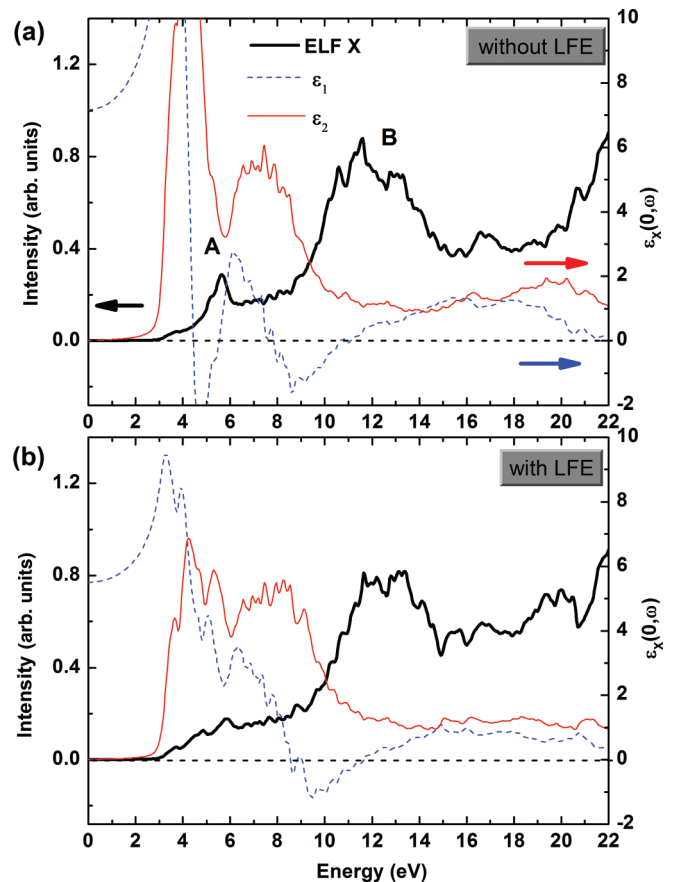 (a)
ELF X
ε1
ε2
without LFE
A
B
Intensity (arb. units)
1.2
0.8
0.4
0.0
10
8
6
4
2
0
-2
εX(0,ω)
0 2 4 6 8 10 12 14 16 18 20 22
(b)
with LFE
Intensity (arb. units)
1.2
0.8
0.4
0.0
10
8
6
4
2
0
-2
εX(0,ω)
0 2 4 6 8 10 12 14 16 18 20 22
Energy (eV)